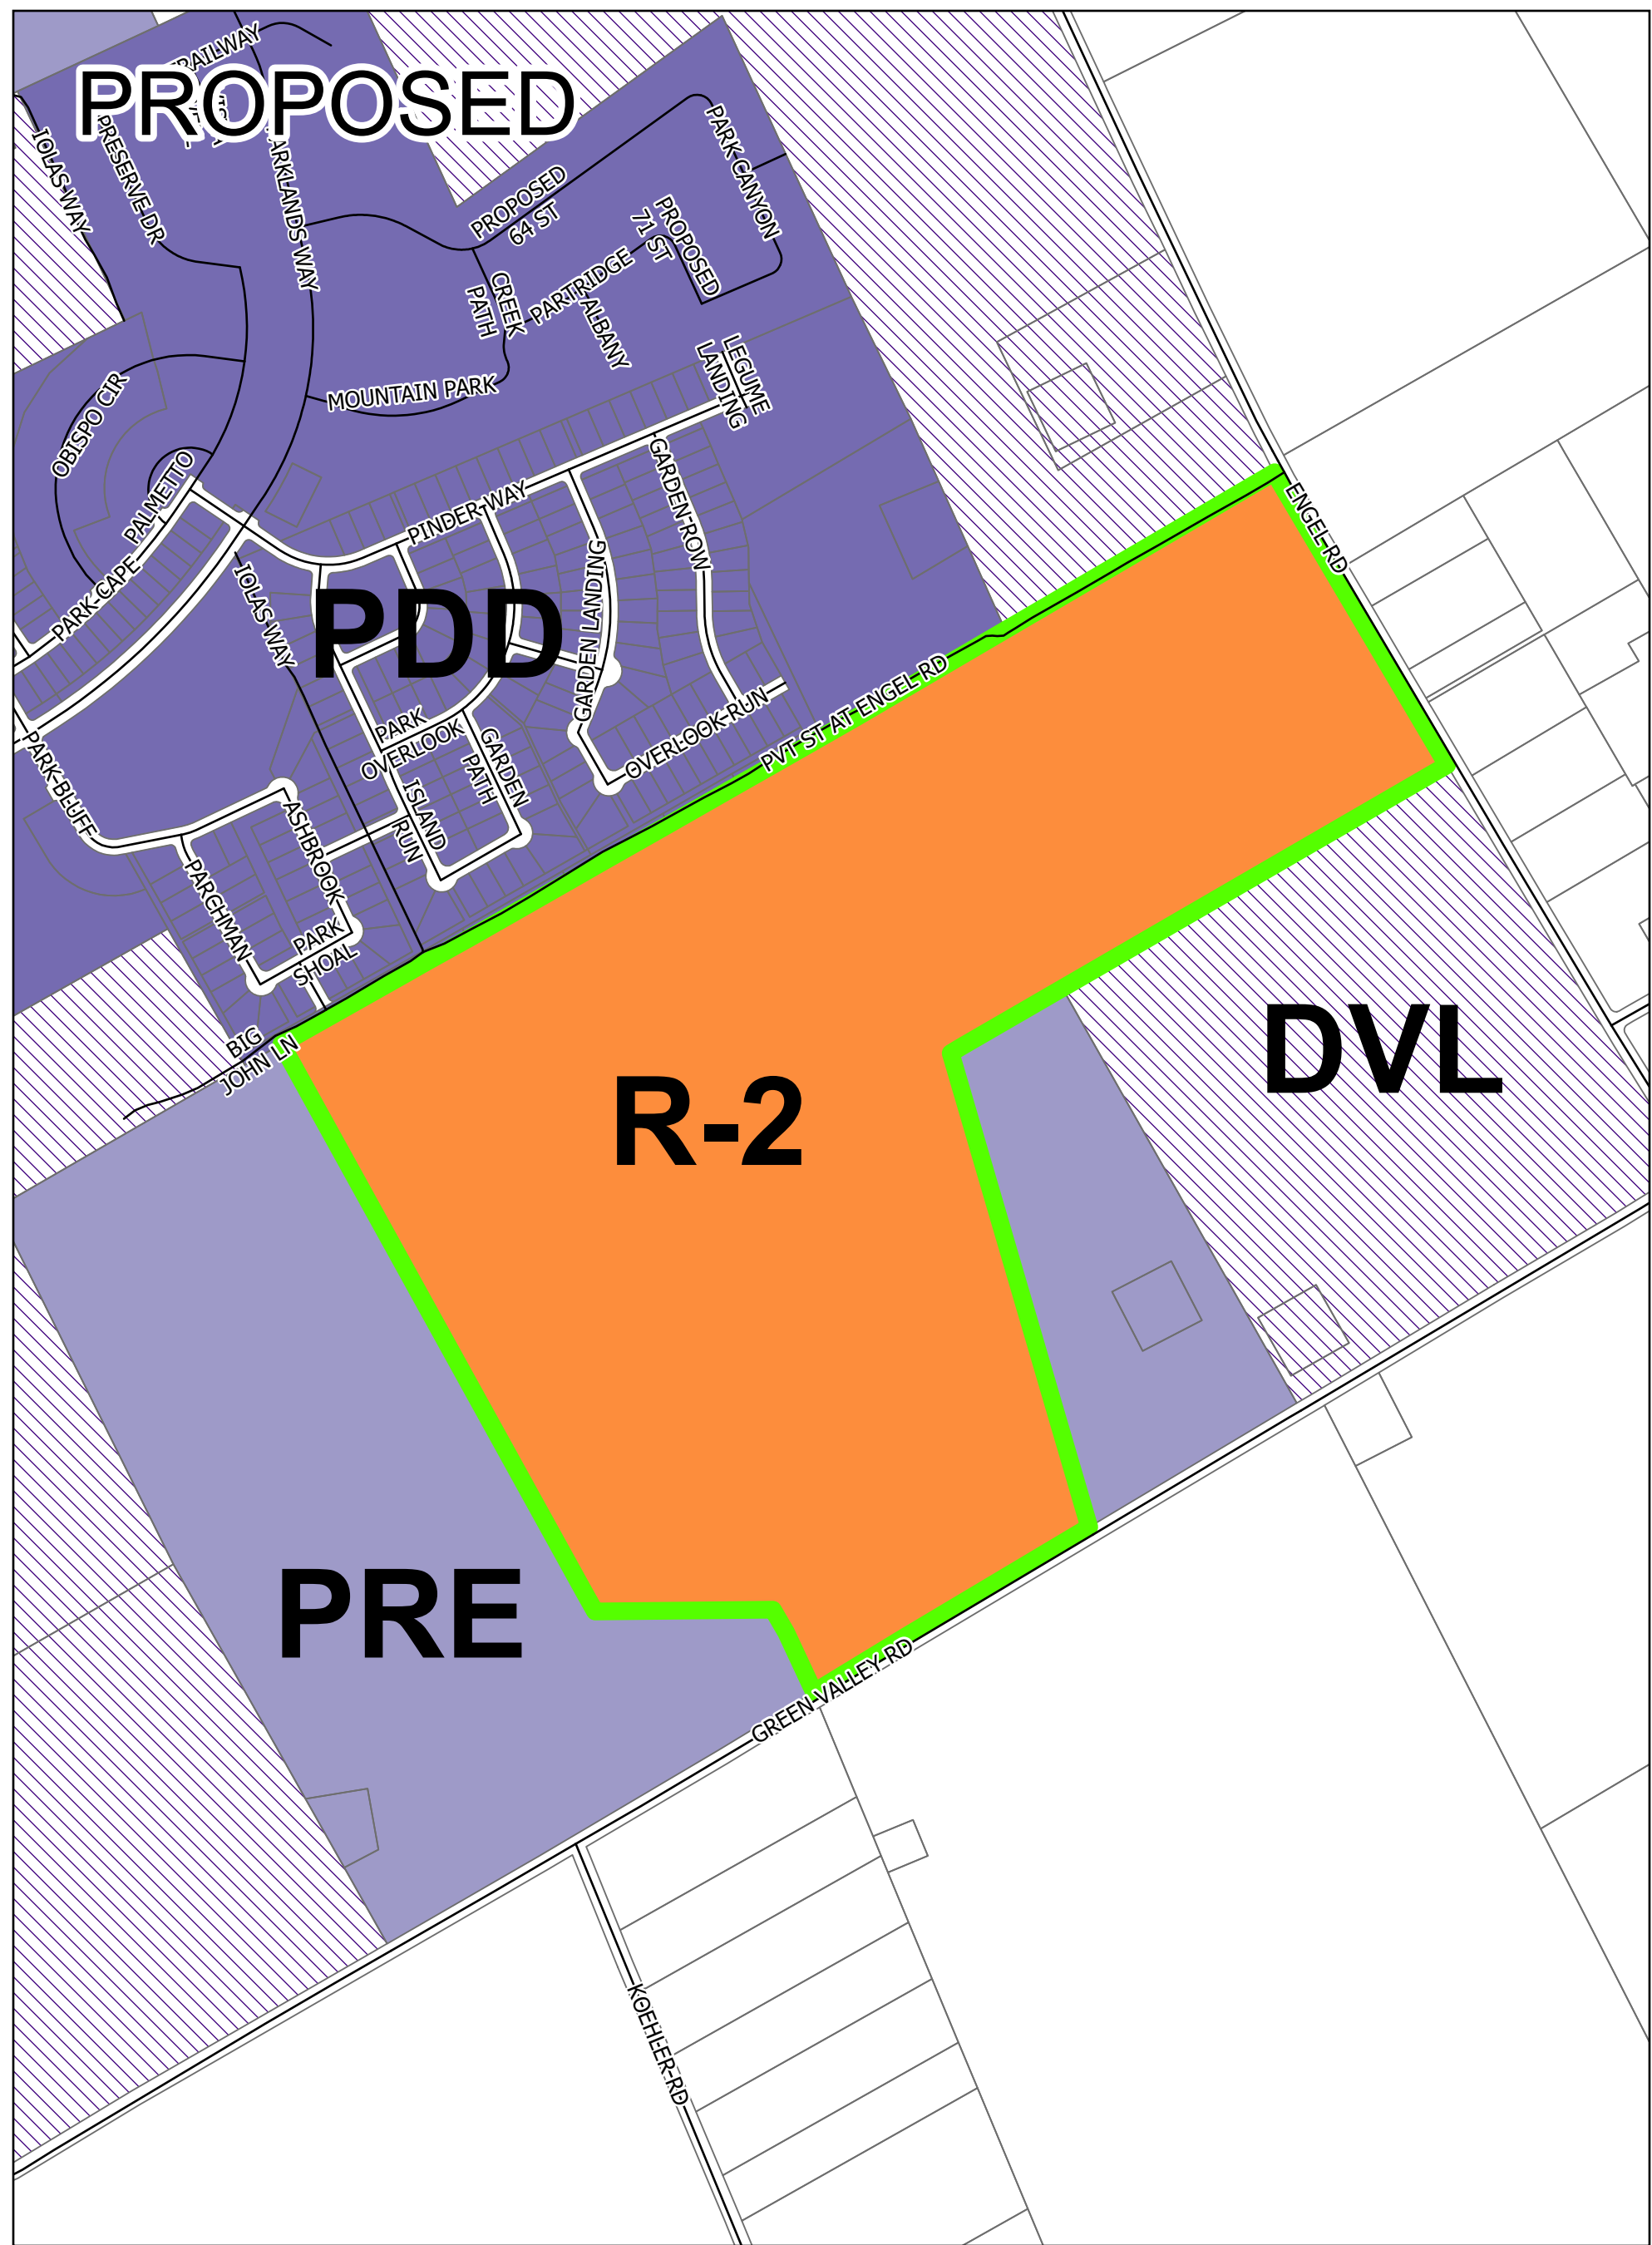 TRAILWAY
PROPOSED
IOLAS WAY
PRESERVE DR
PARKLANDS WAY
PROPOSED
64 ST
PARK CANYON
PROPOSED
71 ST
CREEK
PATH
PARTRIDGE
ALBANY
MOUNTAIN PARK
LEGUME
LANDING
OBISPO CIR
PALMETTO
PARK CAPE
PINDER WAY
GARDEN ROW
ENGEL RD
IOLAS WAY
PDD
GARDEN LANDING
PVT ST AT ENGEL RD
OVERLOOK RUN
PARK
OVERLOOK
GARDEN
PATH
PARK BLUFF
ISLAND
RUN
ASHBROOK
PARCHMAN
PARK
SHOAL
BIG
JOHN LN
DVL
R-2
PRE
GREEN VALLEY RD
KOEHLER RD